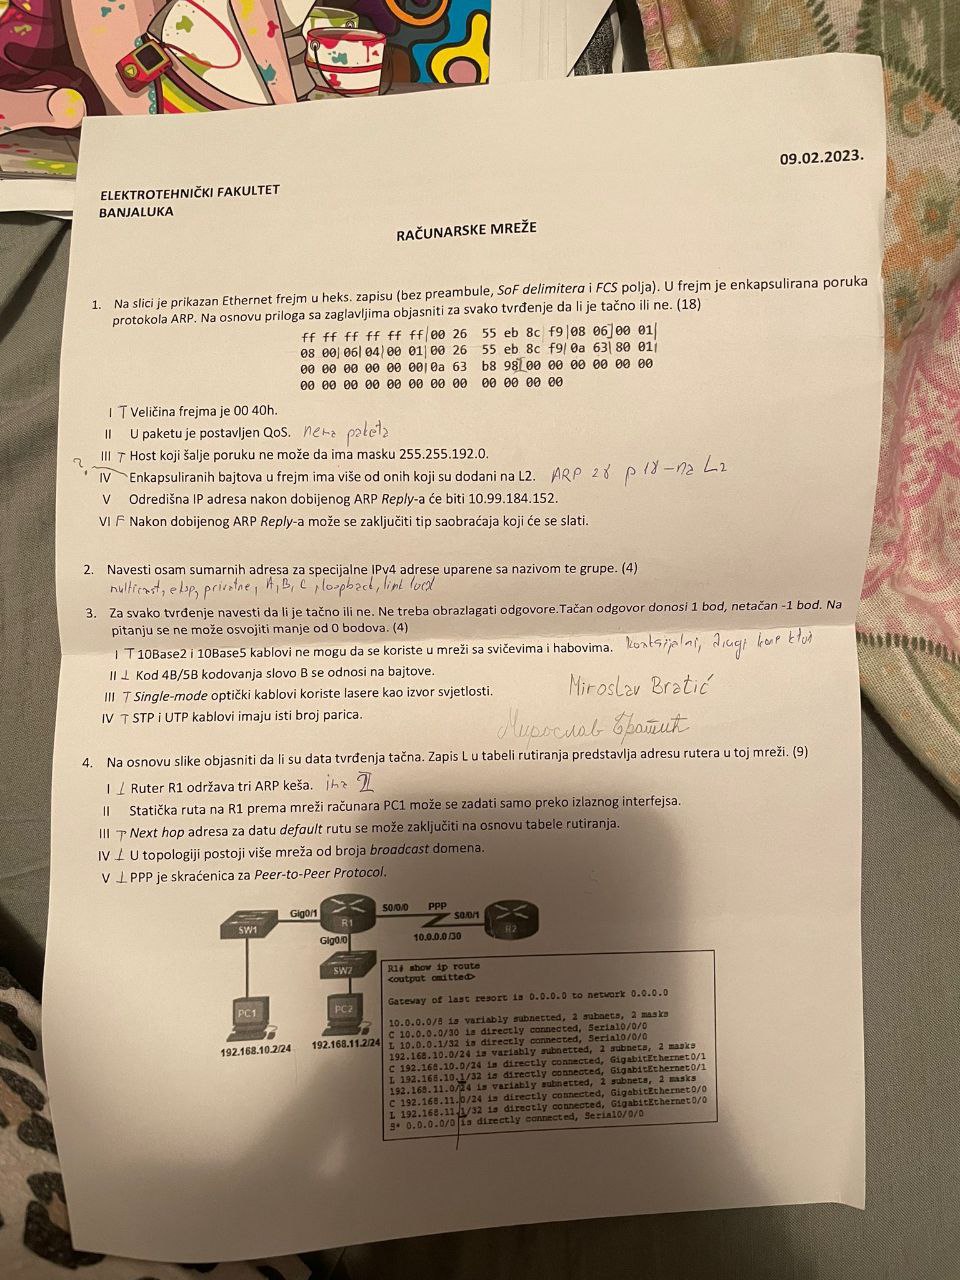 09.02.2023.
ELEKTROTEHNIČKI FAKULTET
BANJALUKA
RAČUNARSKE MREŽE
1. Na slici je prikazan Ethernet frejm u heks. zapisu (bez preambule, SoF delimitera i FCS polja). U frejm je enkapsulirana poruka
protokola ARP. Na osnovu priloga sa zaglavljima objasniti za svako tvrđenje da li je tačno ili ne. (18)
ff ff ff ff ff ff 00 26 55 eb 8c f9 08 06 00 01
08 00 06 04 00 01 00 26 55 eb 8c f9 0a 63 80 01
00 00 00 00 00 00 0a 63 b8 98 00 00 00 00 00 00
00 00 00 00 00 00 00 00 00 00 00 00
I T Veličina frejma je 00 40h.
II U paketu je postavljen QoS. nema paketa
III T Host koji šalje poruku ne može da ima masku 255.255.192.0.
? IV Enkapsuliranih bajtova u frejm ima više od onih koji su dodani na L2. ARP 28 p 18 - na L2
V Odredišna IP adresa nakon dobijenog ARP Reply-a će biti 10.99.184.152.
VI F Nakon dobijenog ARP Reply-a može se zaključiti tip saobraćaja koji će se slati.
2. Navesti osam sumarnih adresa za specijalne IPv4 adrese uparene sa nazivom te grupe. (4)
multicast, eksp, privatne, A, B, C, loopback, link local
3. Za svako tvrđenje navesti da li je tačno ili ne. Ne treba obrazlagati odgovore.Tačan odgovor donosi 1 bod, netačan -1 bod. Na
pitanju se ne može osvojiti manje od 0 bodova. (4)
I T 10Base2 i 10Base5 kablovi ne mogu da se koriste u mreži sa svičevima i habovima. koaksijalni, drugi konektori
II ⊥ Kod 4B/5B kodovanja slovo B se odnosi na bajtove.
III T Single-mode optički kablovi koriste lasere kao izvor svjetlosti.
Miroslav Bratić
IV T STP i UTP kablovi imaju isti broj parica.
Мирослав Братић
4. Na osnovu slike objasniti da li su data tvrđenja tačna. Zapis L u tabeli rutiranja predstavlja adresu rutera u toj mreži. (9)
I ⊥ Ruter R1 održava tri ARP keša. ima 2
II Statička ruta na R1 prema mreži računara PC1 može se zadati samo preko izlaznog interfejsa.
III T Next hop adresa za datu default rutu se može zaključiti na osnovu tabele rutiranja.
IV ⊥ U topologiji postoji više mreža od broja broadcast domena.
V ⊥ PPP je skraćenica za Peer-to-Peer Protocol.
SW1
Gig0/1
R1
S0/0/0
PPP
S0/0/1
R2
Gig0/0
10.0.0.0/30
SW2
PC1
PC2
192.168.10.2/24
192.168.11.2/24
R1# show ip route
<output omitted>
Gateway of last resort is 0.0.0.0 to network 0.0.0.0
10.0.0.0/8 is variably subnetted, 2 subnets, 2 masks
C 10.0.0.0/30 is directly connected, Serial0/0/0
L 10.0.0.1/32 is directly connected, Serial0/0/0
192.168.10.0/24 is variably subnetted, 2 subnets, 2 masks
C 192.168.10.0/24 is directly connected, GigabitEthernet0/1
L 192.168.10.1/32 is directly connected, GigabitEthernet0/1
192.168.11.0/24 is variably subnetted, 2 subnets, 2 masks
C 192.168.11.0/24 is directly connected, GigabitEthernet0/0
L 192.168.11.1/32 is directly connected, GigabitEthernet0/0
S* 0.0.0.0/0 is directly connected, Serial0/0/0